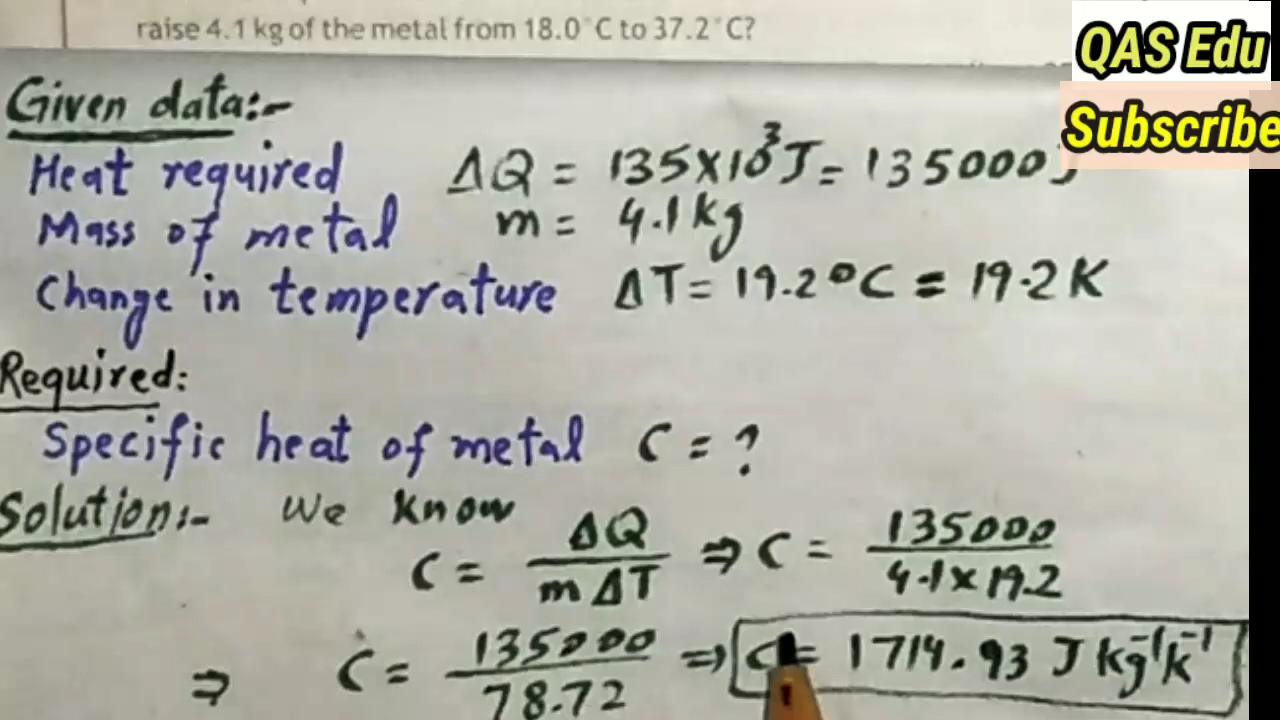 raise 4.1 kg of the metal from 18.0°C to 37.2°C?
QAS Edu
Subscribe
Given data:-
Heat required ΔQ = 135×10³J = 135000J
Mass of metal m = 4.1kg
Change in temperature ΔT = 19.2°C = 19.2K
Required:
Specific heat of metal C = ?
Solution:- We know
C = ΔQ / mΔT ⇒ C = 135000 / 4.1×19.2
⇒ C = 135000 / 78.72 ⇒ C = 1714.93 J kg⁻¹k⁻¹